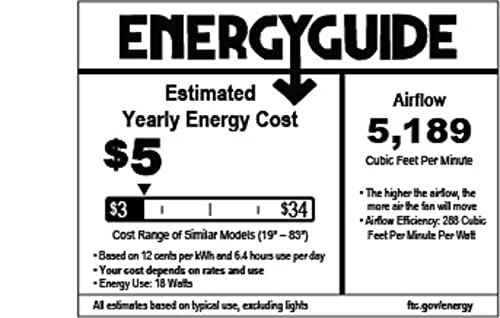 ENERGYGUIDE
Estimated
Yearly Energy Cost
$5
$3 $34
Cost Range of Similar Models (19" – 83")
• Based on 12 cents per kWh and 6.4 hours use per day
• Your cost depends on rates and use
• Energy Use: 18 Watts
All estimates based on typical use, excluding lights
Airflow
5,189
Cubic Feet Per Minute
• The higher the airflow, the
more air the fan will move
• Airflow Efficiency: 288 Cubic
Feet Per Minute Per Watt
ftc.gov/energy